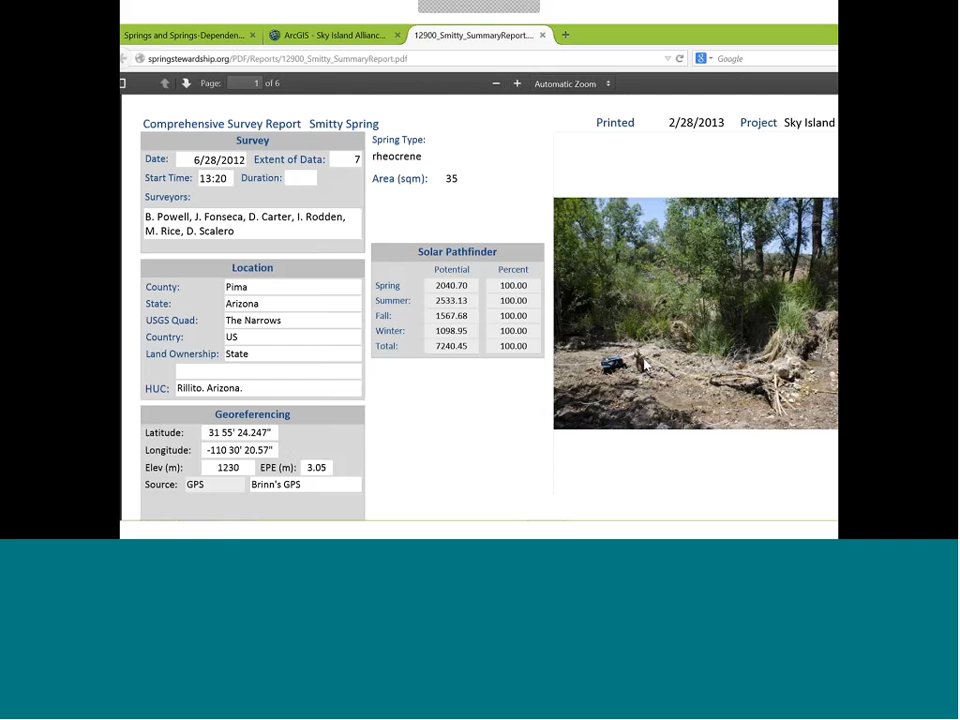 Springs and Springs-Dependen... × ArcGIS - Sky Island Allianc... × 12900_Smitty_SummaryReport.... × +
springstewardship.org/PDF/Reports/12900_Smitty_SummaryReport.pdf Google
Page: 1 of 6 − + Automatic Zoom
Comprehensive Survey Report Smitty Spring
Printed 2/28/2013 Project Sky Island
Survey
Date: 6/28/2012 Extent of Data: 7
Start Time: 13:20 Duration:
Surveyors:
B. Powell, J. Fonseca, D. Carter, I. Rodden,
M. Rice, D. Scalero
Spring Type:
rheocrene
Area (sqm): 35
Solar Pathfinder
Potential Percent
Spring 2040.70 100.00
Summer: 2533.13 100.00
Fall: 1567.68 100.00
Winter: 1098.95 100.00
Total: 7240.45 100.00
Location
County: Pima
State: Arizona
USGS Quad: The Narrows
Country: US
Land Ownership: State
HUC: Rillito. Arizona.
Georeferencing
Latitude: 31 55' 24.247"
Longitude: -110 30' 20.57"
Elev (m): 1230 EPE (m): 3.05
Source: GPS Brinn's GPS